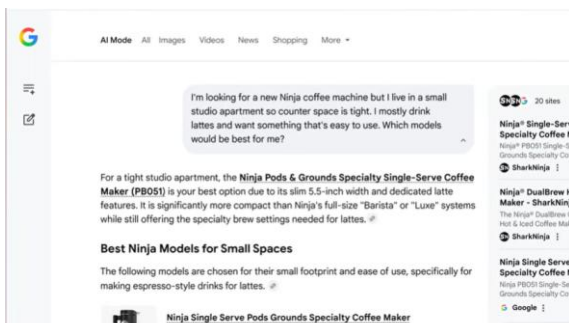 AI Mode All Images Videos News Shopping More
I'm looking for a new Ninja coffee machine but I live in a small
studio apartment so counter space is tight. I mostly drink
lattes and want something that's easy to use. Which models
would be best for me?
For a tight studio apartment, the Ninja Pods & Grounds Specialty Single-Serve Coffee
Maker (PB051) is your best option due to its slim 5.5-inch width and dedicated latte
features. It is significantly more compact than Ninja's full-size "Barista" or "Luxe" systems
while still offering the specialty brew settings needed for lattes.
Best Ninja Models for Small Spaces
The following models are chosen for their small footprint and ease of use, specifically for
making espresso-style drinks for lattes.
Ninja Single Serve Pods Grounds Specialty Coffee Maker
20 sites
Ninja® Single-Ser
Specialty Coffee
Ninja® PB051 Single-S
Grounds Specialty Co
SharkNinja
Ninja® DualBrew
Maker - SharkNin
The Ninja® DualBrew
Hot & Iced Coffee Ma
SharkNinja
Ninja Single Serve
Specialty Coffee
Ninja PB051 Single-Se
Grounds Specialty Co
Google